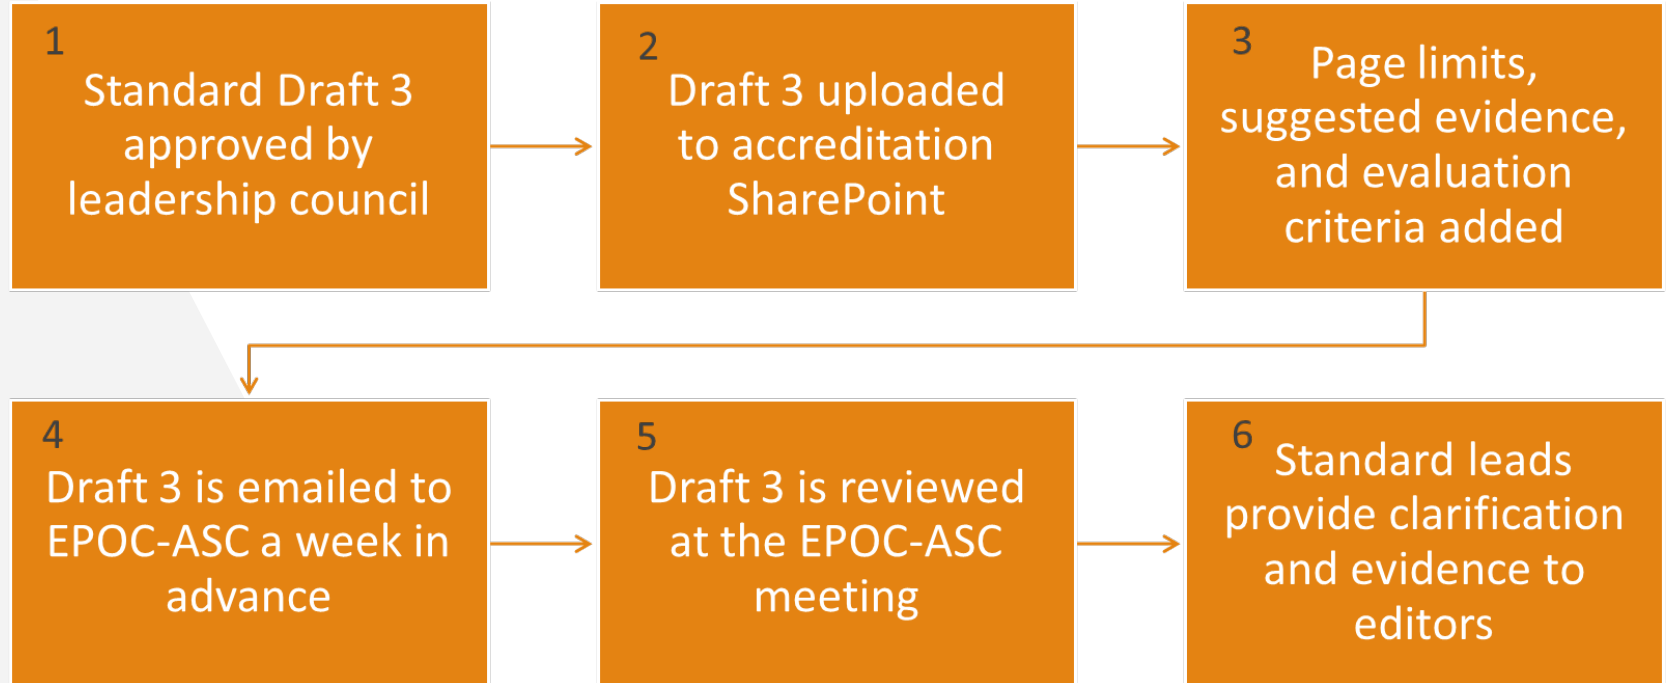 1
Standard Draft 3
approved by
leadership council
2
Draft 3 uploaded
to accreditation
SharePoint
3
Page limits,
suggested evidence,
and evaluation
criteria added
4
Draft 3 is emailed to
EPOC-ASC a week in
advance
5
Draft 3 is reviewed
at the EPOC-ASC
meeting
6
Standard leads
provide clarification
and evidence to
editors